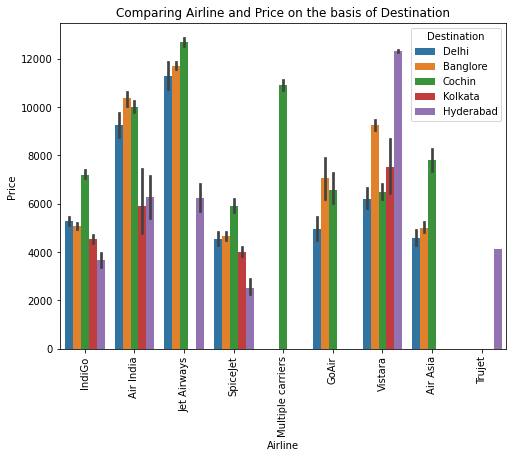 Comparing Airline and Price on the basis of Destination
Destination
Delhi
Banglore
Cochin
Kolkata
Hyderabad
Price
12000
10000
8000
6000
4000
2000
0
IndiGo
Air India
Jet Airways
SpiceJet
Multiple carriers
GoAir
Vistara
Air Asia
Trujet
Airline